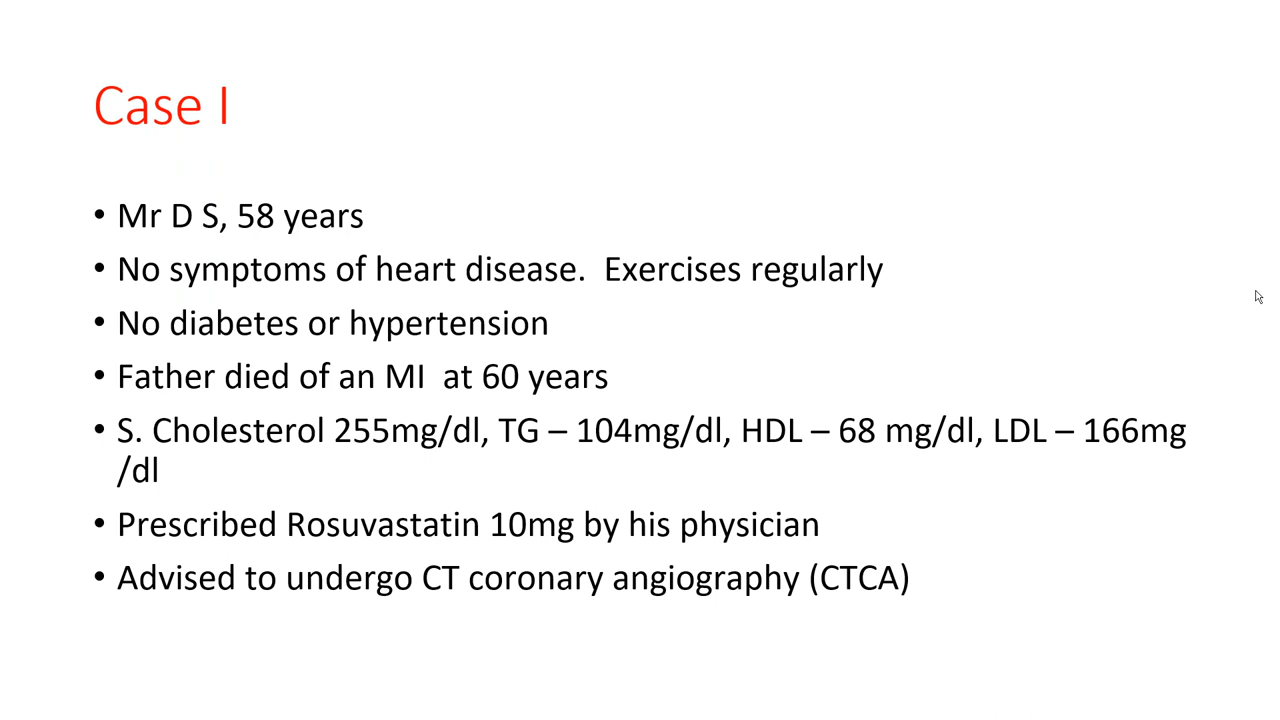 Case I
• Mr D S, 58 years
• No symptoms of heart disease.  Exercises regularly
• No diabetes or hypertension
• Father died of an MI  at 60 years
• S. Cholesterol 255mg/dl, TG – 104mg/dl, HDL – 68 mg/dl, LDL – 166mg
/dl
• Prescribed Rosuvastatin 10mg by his physician
• Advised to undergo CT coronary angiography (CTCA)